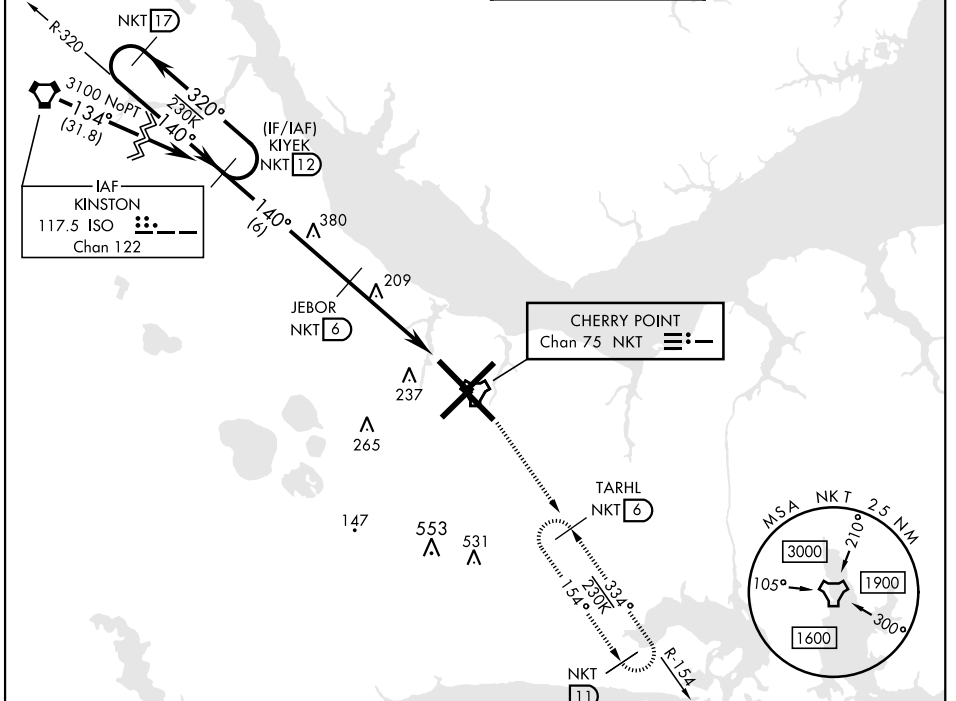 NKT 17
R-320
3100 NoPT
134°
(31.8)
320°
230K
140°
(IF/IAF)
KIYEK
NKT 12
IAF
KINSTON
117.5 ISO
Chan 122
140°
(6)
380
209
JEBOR
NKT 6
CHERRY POINT
Chan 75 NKT
237
265
TARHL
NKT 6
147
553
531
334°
230K
154°
R-154
NKT
11
MSA NKT 25 NM
210°
3000
105°
1900
300°
1600